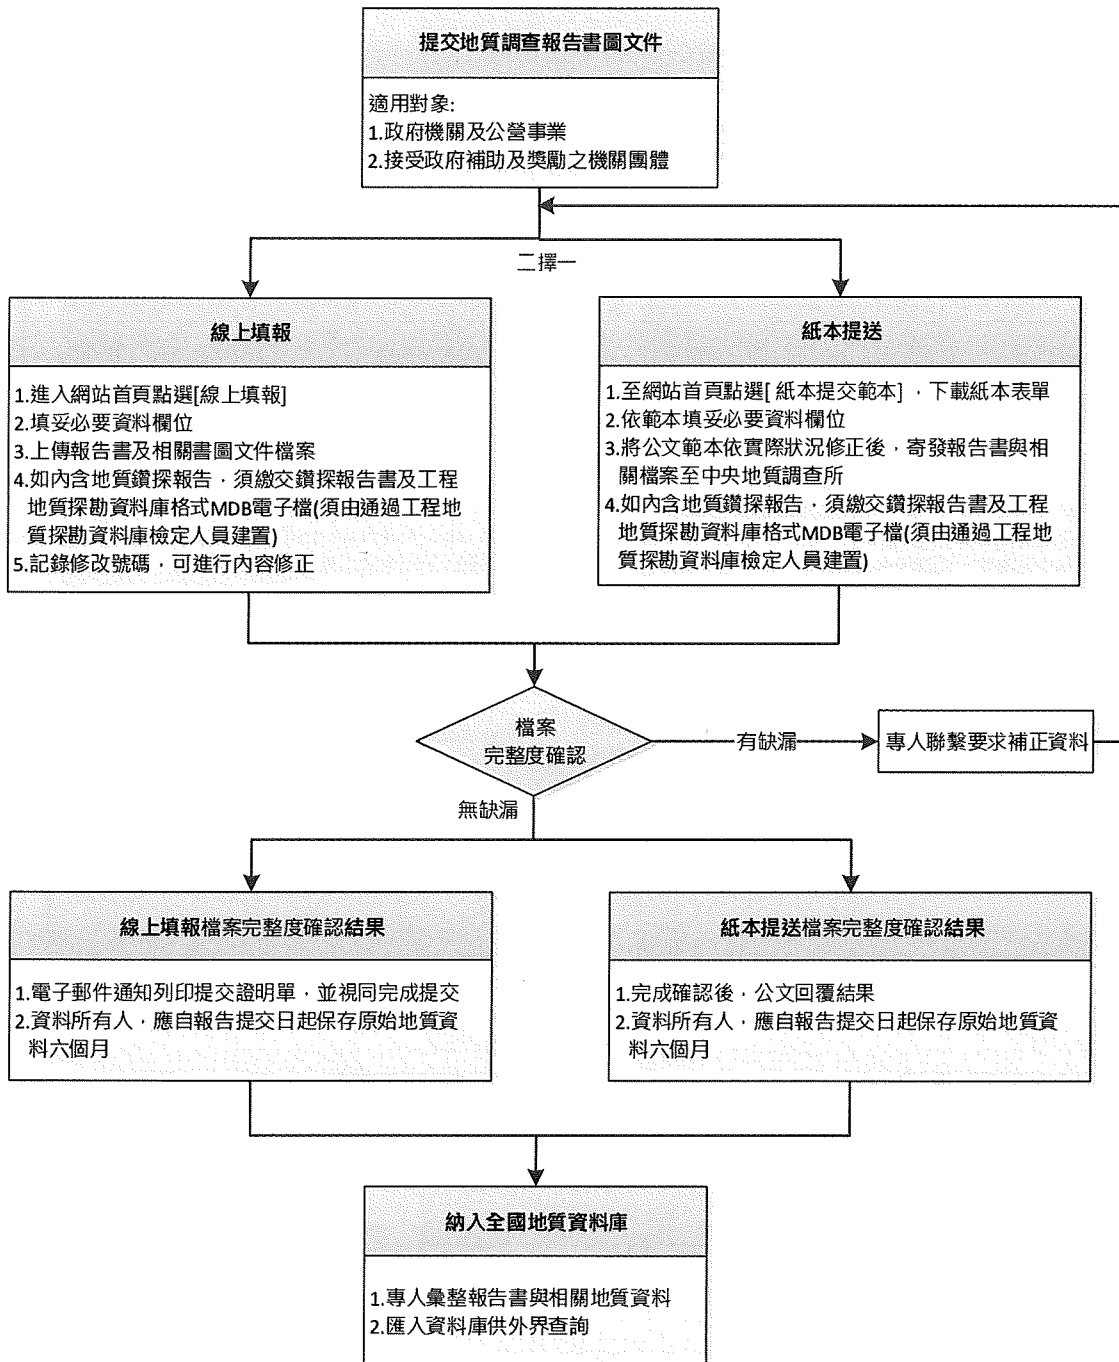 提交地質調查報告書圖文件
適用對象:
1.政府機關及公營事業
2.接受政府補助及獎勵之機關團體
二擇一
線上填報
1.進入網站首頁點選[線上填報]
2.填妥必要資料欄位
3.上傳報告書及相關書圖文件檔案
4.如內含地質鑽探報告，須繳交鑽探報告書及工程
地質探勘資料庫格式MDB電子檔(須由通過工程地
質探勘資料庫檢定人員建置)
5.記錄修改號碼，可進行內容修正
紙本提送
1.至網站首頁點選[ 紙本提交範本]，下載紙本表單
2.依範本填妥必要資料欄位
3.將公文範本依實際狀況修正後，寄發報告書與相
關檔案至中央地質調查所
4.如內含地質鑽探報告，須繳交鑽探報告書及工程
地質探勘資料庫格式MDB電子檔(須由通過工程地
質探勘資料庫檢定人員建置)
檔案
完整度確認
有缺漏
專人聯繫要求補正資料
無缺漏
線上填報檔案完整度確認結果
1.電子郵件通知列印提交證明單，並視同完成提交
2.資料所有人，應自報告提交日起保存原始地質資
料六個月
紙本提送檔案完整度確認結果
1.完成確認後，公文回覆結果
2.資料所有人，應自報告提交日起保存原始地質資
料六個月
納入全國地質資料庫
1.專人彙整報告書與相關地質資料
2.匯入資料庫供外界查詢